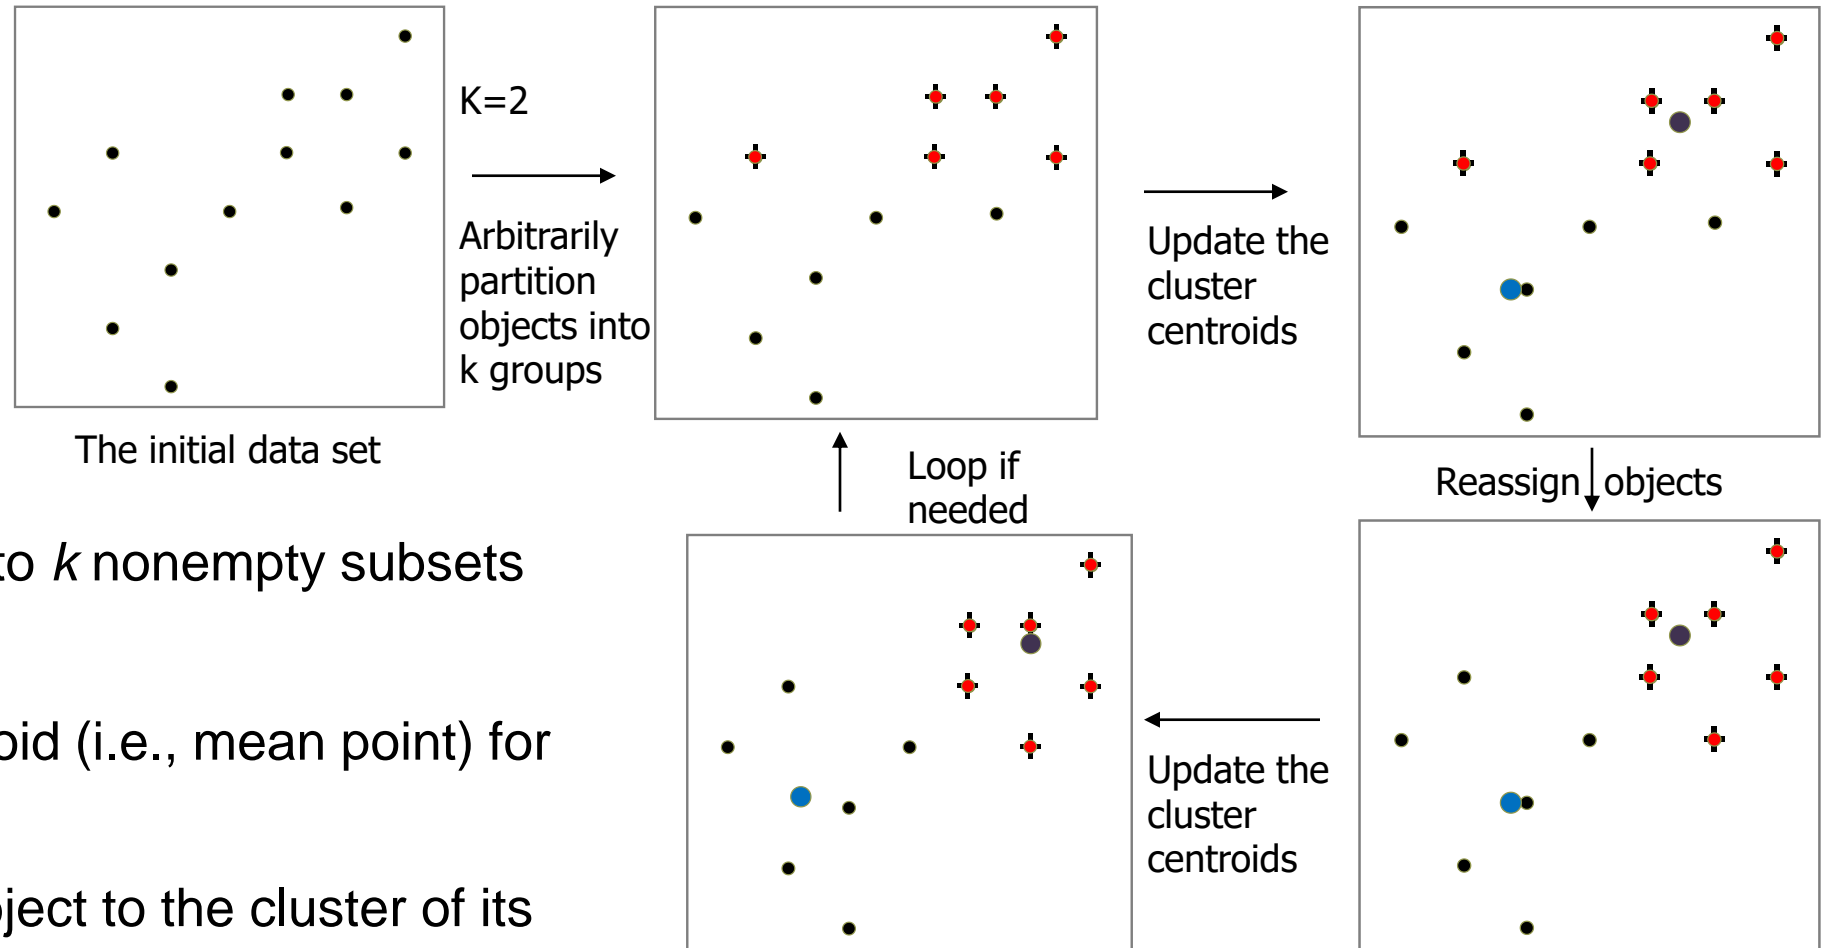 K=2
Arbitrarily
partition
objects into
k groups
Update the
cluster
centroids
The initial data set
Loop if
needed
Reassign objects
to k nonempty subsets
oid (i.e., mean point) for
Update the
cluster
centroids
ject to the cluster of its